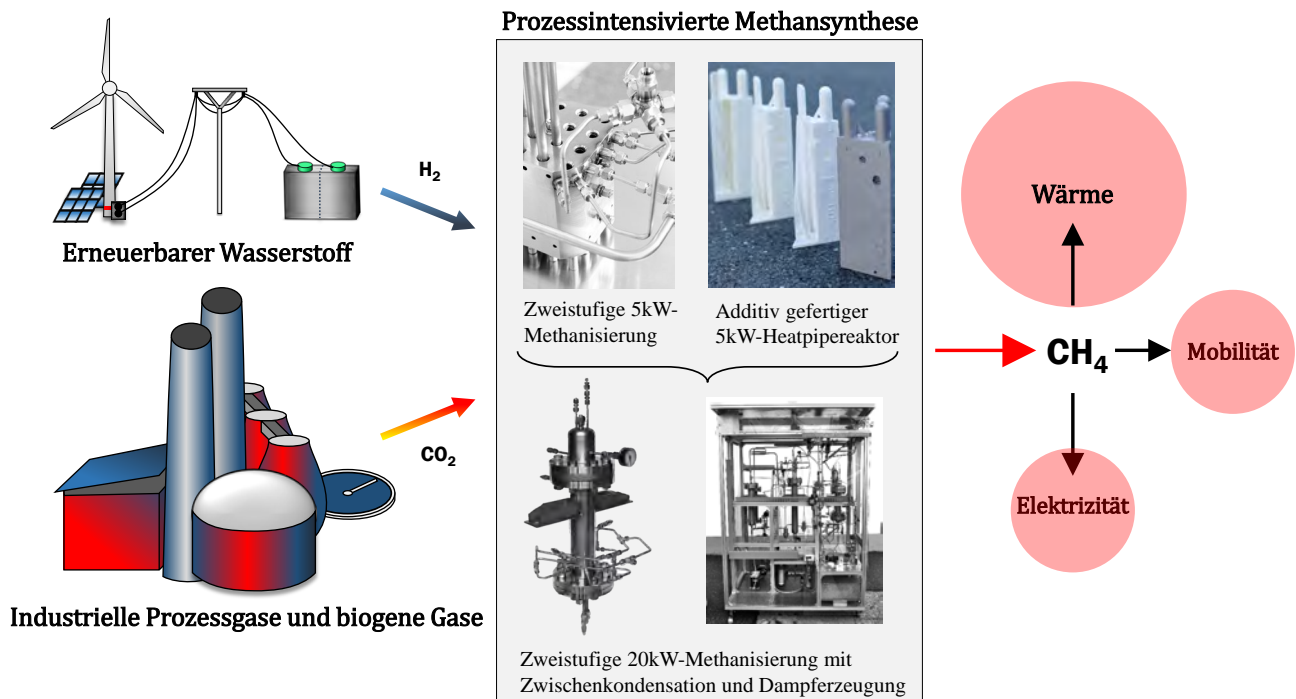 Prozessintensivierte Methansynthese
H₂
Erneuerbarer Wasserstoff
CO₂
Industrielle Prozessgase und biogene Gase
Zweistufige 5kW-
Methanisierung
Additiv gefertiger
5kW-Heatpipereaktor
Zweistufige 20kW-Methanisierung mit
Zwischenkondensation und Dampferzeugung
Wärme
CH₄
Mobilität
Elektrizität